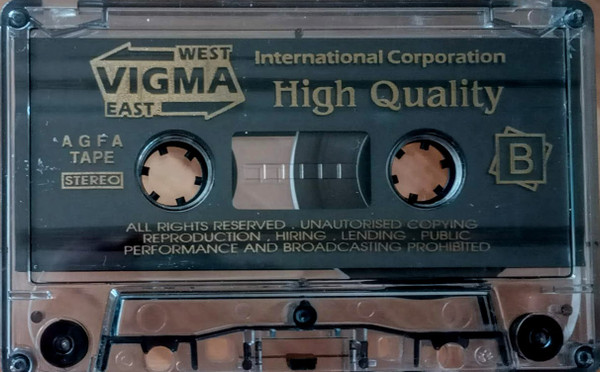 WEST
VIGMA
EAST
International Corporation
High Quality
AGFA
TAPE
STEREO
B
ALL RIGHTS RESERVED . UNAUTORISED COPYING
REPRODUCTION . HIRING . LENDING . PUBLIC
PERFORMANCE AND BROADCASTING PROHIBITED